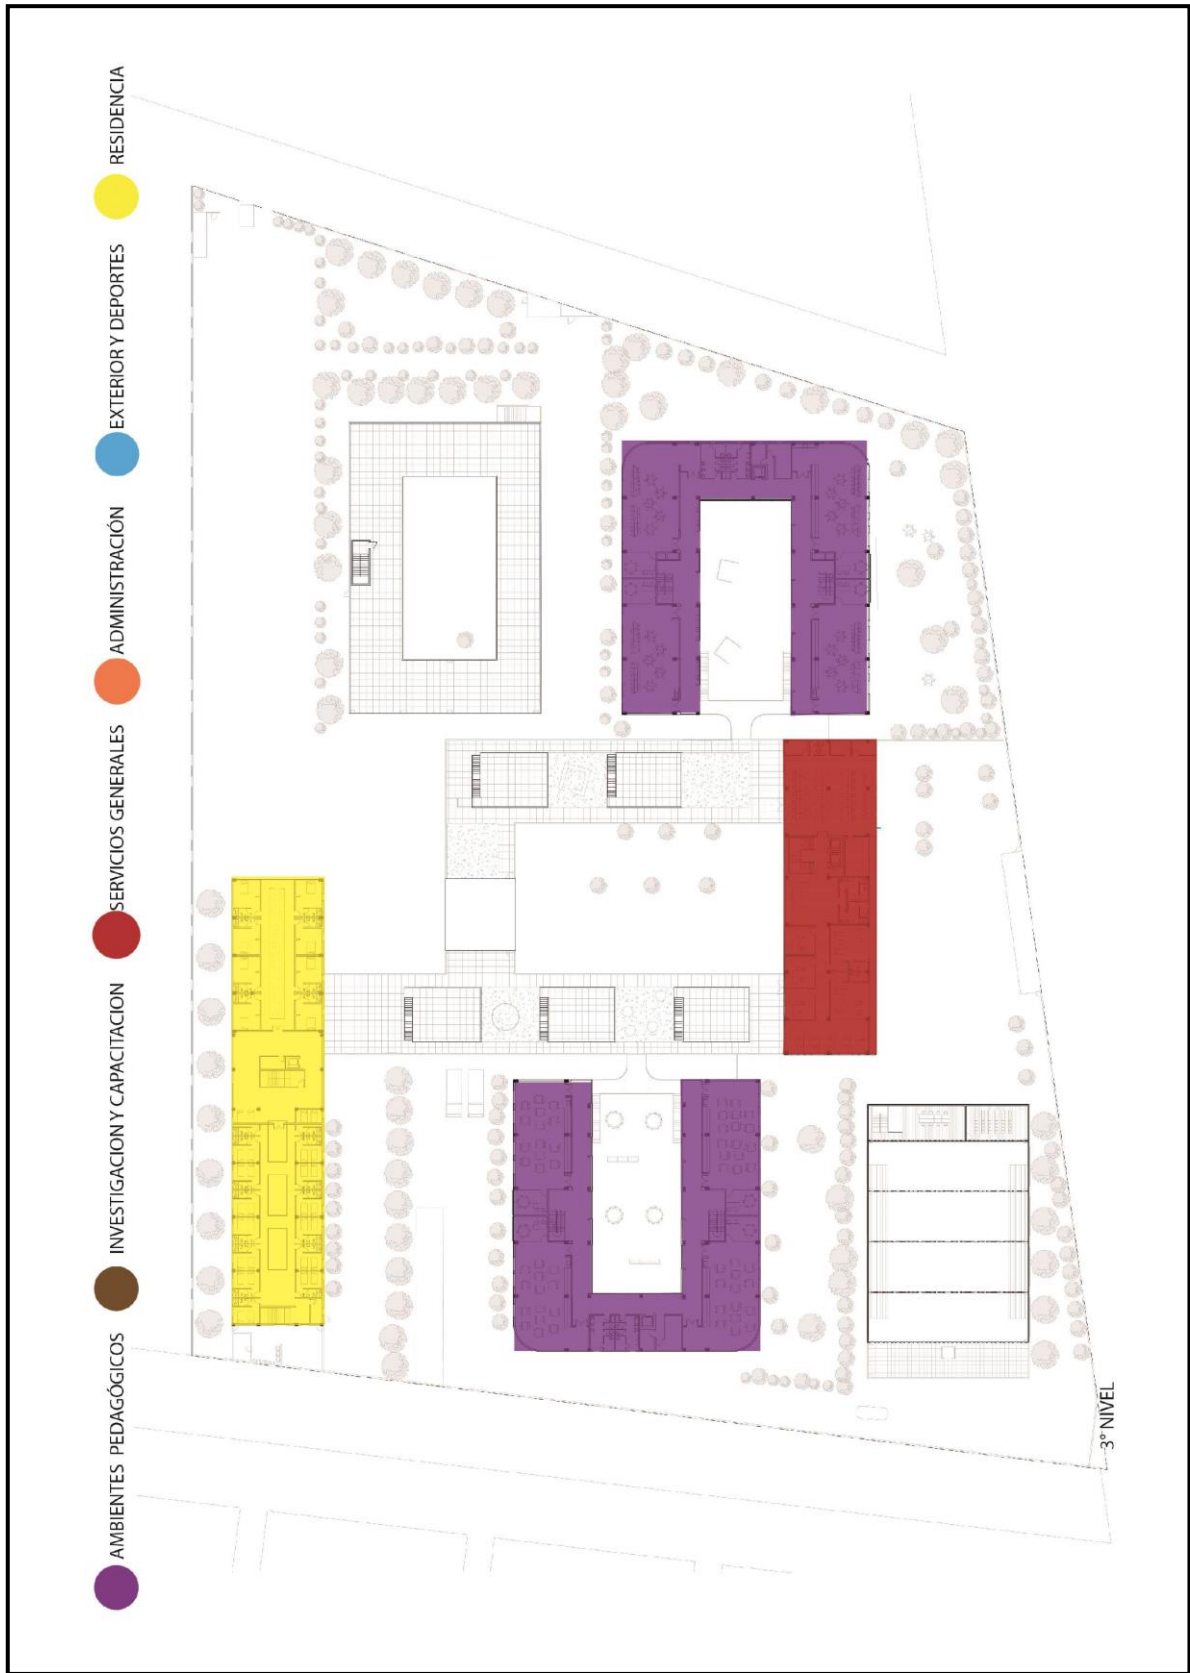 AMBIENTES PEDAGÓGICOS
INVESTIGACION Y CAPACITACION
SERVICIOS GENERALES
ADMINISTRACIÓN
EXTERIOR Y DEPORTES
RESIDENCIA
3° NIVEL